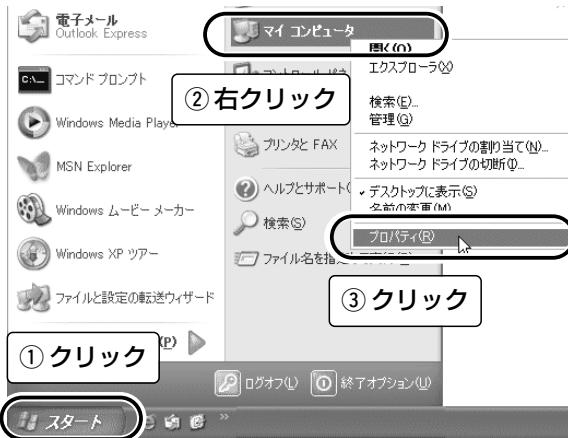 電子メール
Outlook Express
コマンド プロンプト
Windows Media Player
MSN Explorer
Windows ムービー メーカー
Windows XP ツアー
ファイルと設定の転送ウィザード
(P)
マイ コンピュータ
プリンタと FAX
ヘルプとサポート(
検索(S)
ファイル名を指定
ログオフ(L)
終了オプション(U)
スタート
開く(O)
エクスプローラ(X)
検索(E)...
管理(G)
ネットワーク ドライブの割り当て(N)...
ネットワーク ドライブの切断(I)...
デスクトップに表示(S)
名前の変更(M)
プロパティ(R)
① クリック
② 右クリック
③ クリック